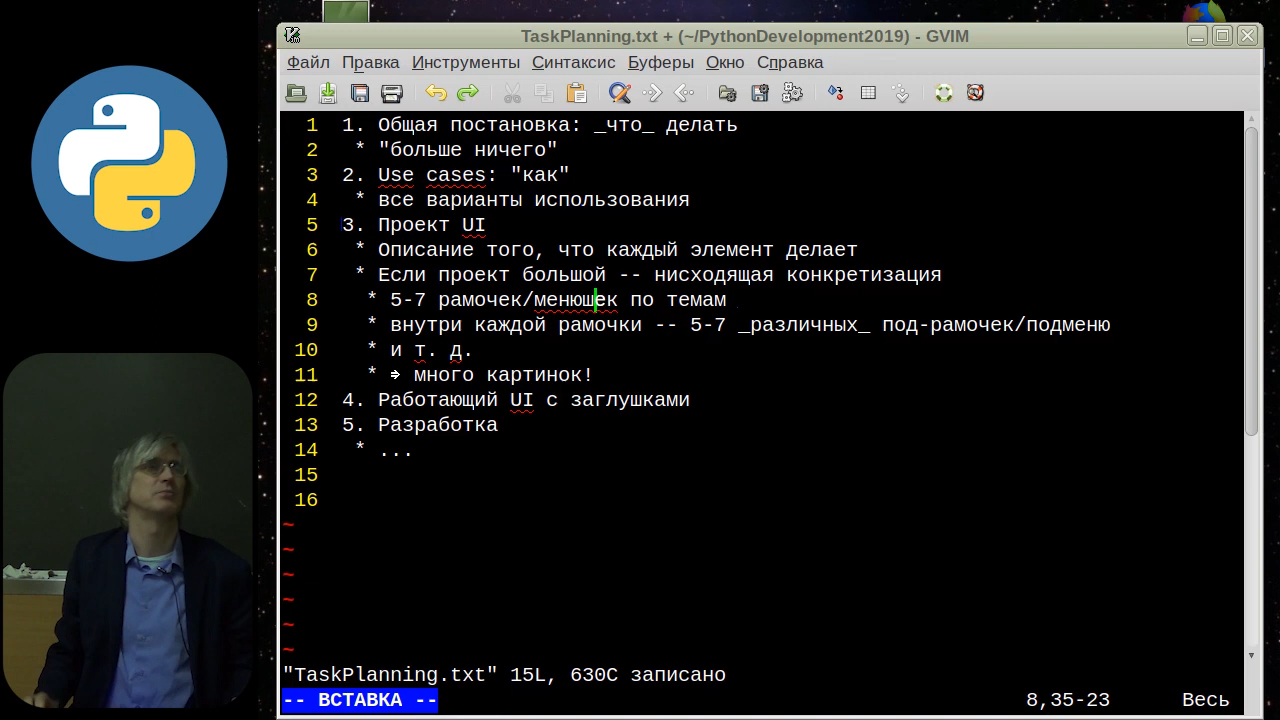 TaskPlanning.txt + (~/PythonDevelopment2019) - GVIM
Файл Правка Инструменты Синтаксис Буферы Окно Справка
1 1. Общая постановка: _что_ делать
2 * "больше ничего"
3 2. Use cases: "как"
4 * все варианты использования
5 3. Проект UI
6 * Описание того, что каждый элемент делает
7 * Если проект большой -- нисходящая конкретизация
8 * 5-7 рамочек/менюшек по темам
9 * внутри каждой рамочки -- 5-7 _различных_ под-рамочек/подменю
10 * и т. д.
11 * ⇒ много картинок!
12 4. Работающий UI с заглушками
13 5. Разработка
14 * ...
15
16
~
~
~
~
~
~
"TaskPlanning.txt" 15L, 630C записано
-- ВСТАВКА -- 8,35-23 Весь